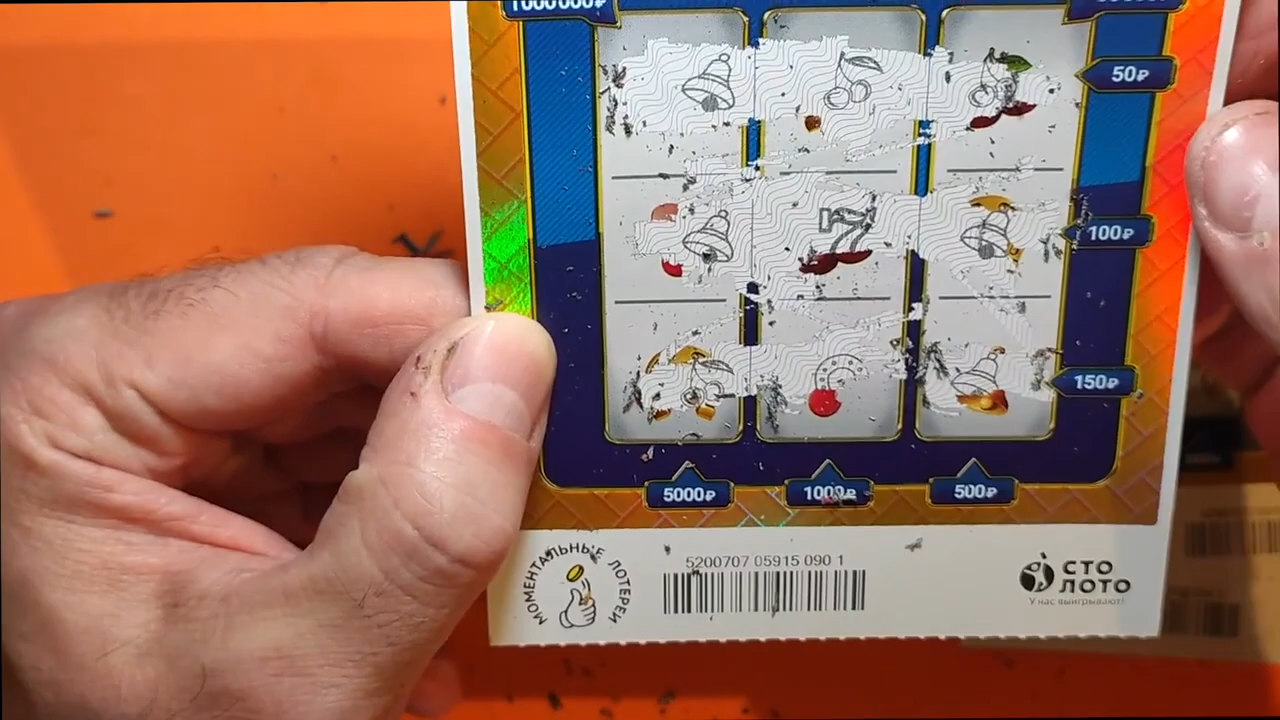 1000000₽
50₽
100₽
150₽
5000₽
1000₽
500₽
МОМЕНТАЛЬНЫЕ ЛОТЕРЕИ
5200707 05915 090 1
СТО
ЛОТО
У нас выигрывают!